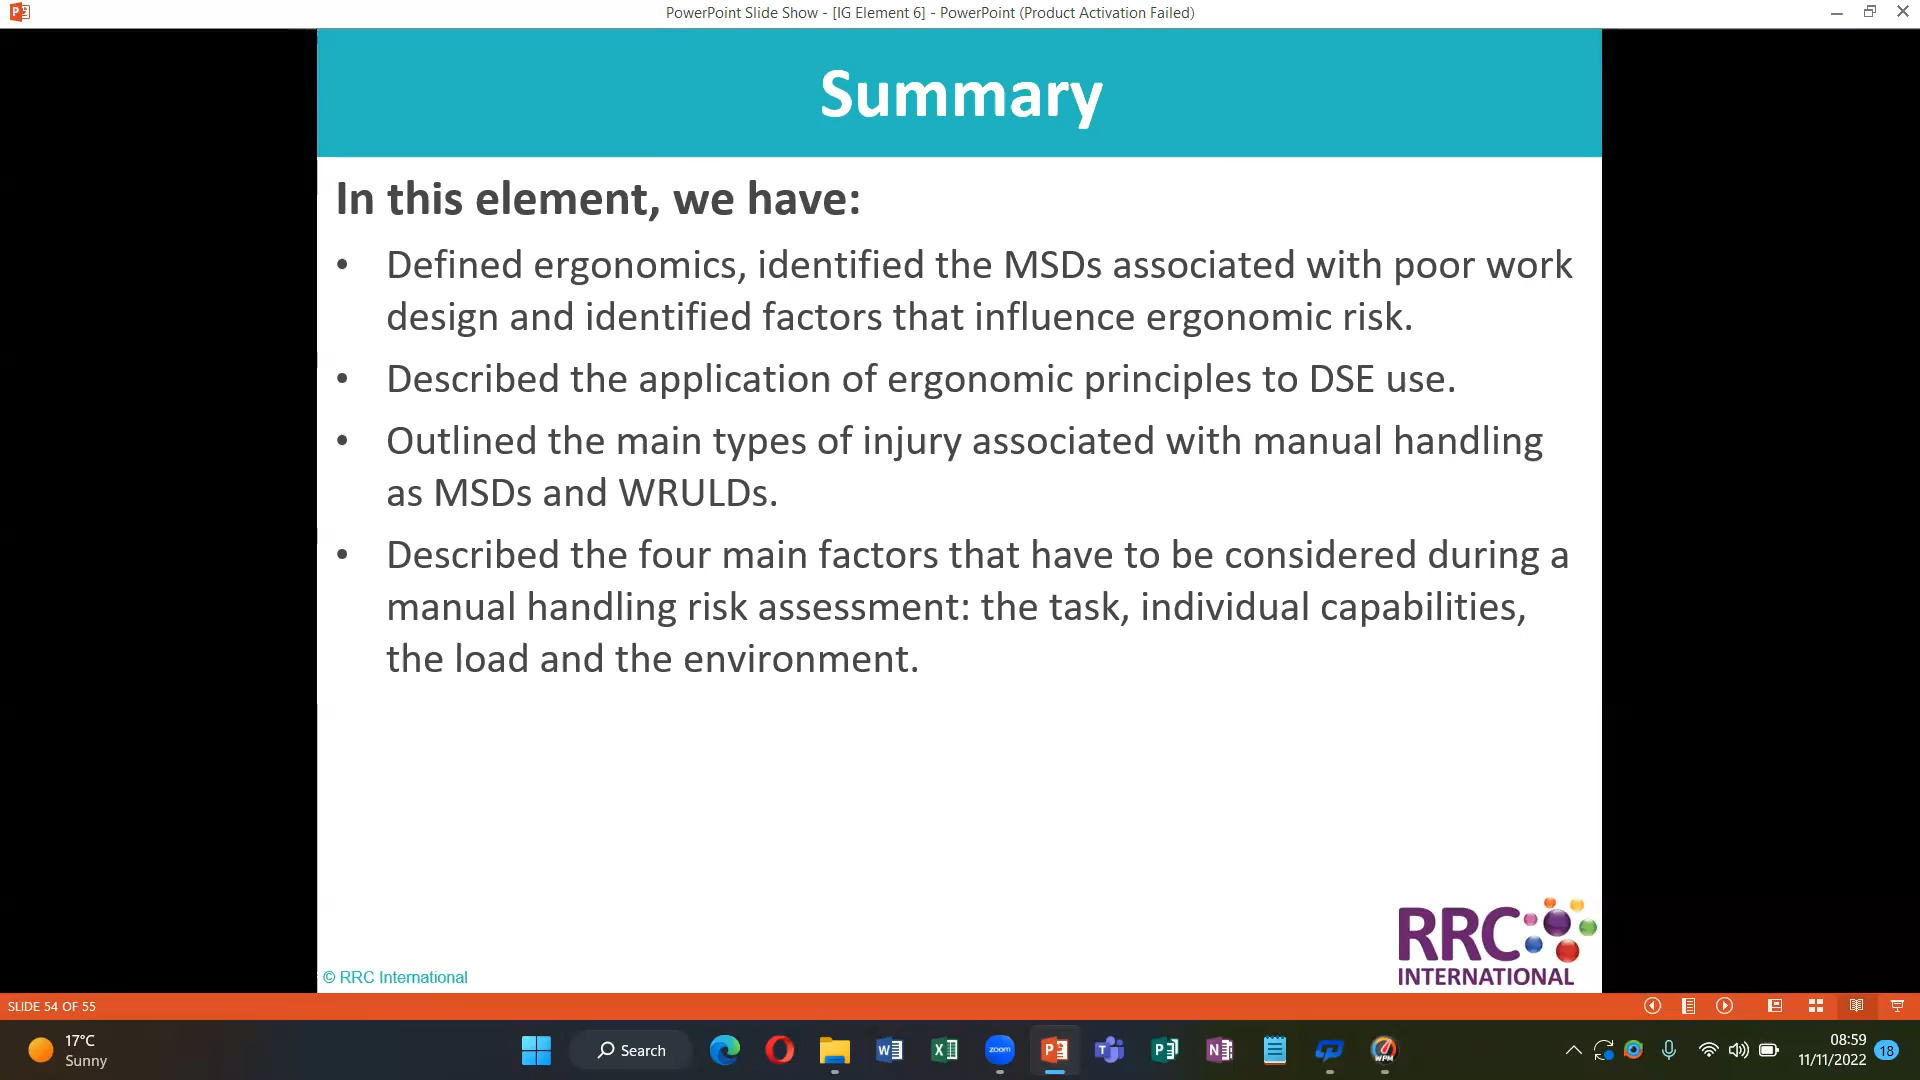 PowerPoint Slide Show - [IG Element 6] - PowerPoint (Product Activation Failed)
Summary
In this element, we have:
• Defined ergonomics, identified the MSDs associated with poor work
design and identified factors that influence ergonomic risk.
• Described the application of ergonomic principles to DSE use.
• Outlined the main types of injury associated with manual handling
as MSDs and WRULDs.
• Described the four main factors that have to be considered during a
manual handling risk assessment: the task, individual capabilities,
the load and the environment.
RRC
INTERNATIONAL
© RRC International
SLIDE 54 OF 55
17°C
Sunny
Search
zoom
WPM
08:59
11/11/2022
18